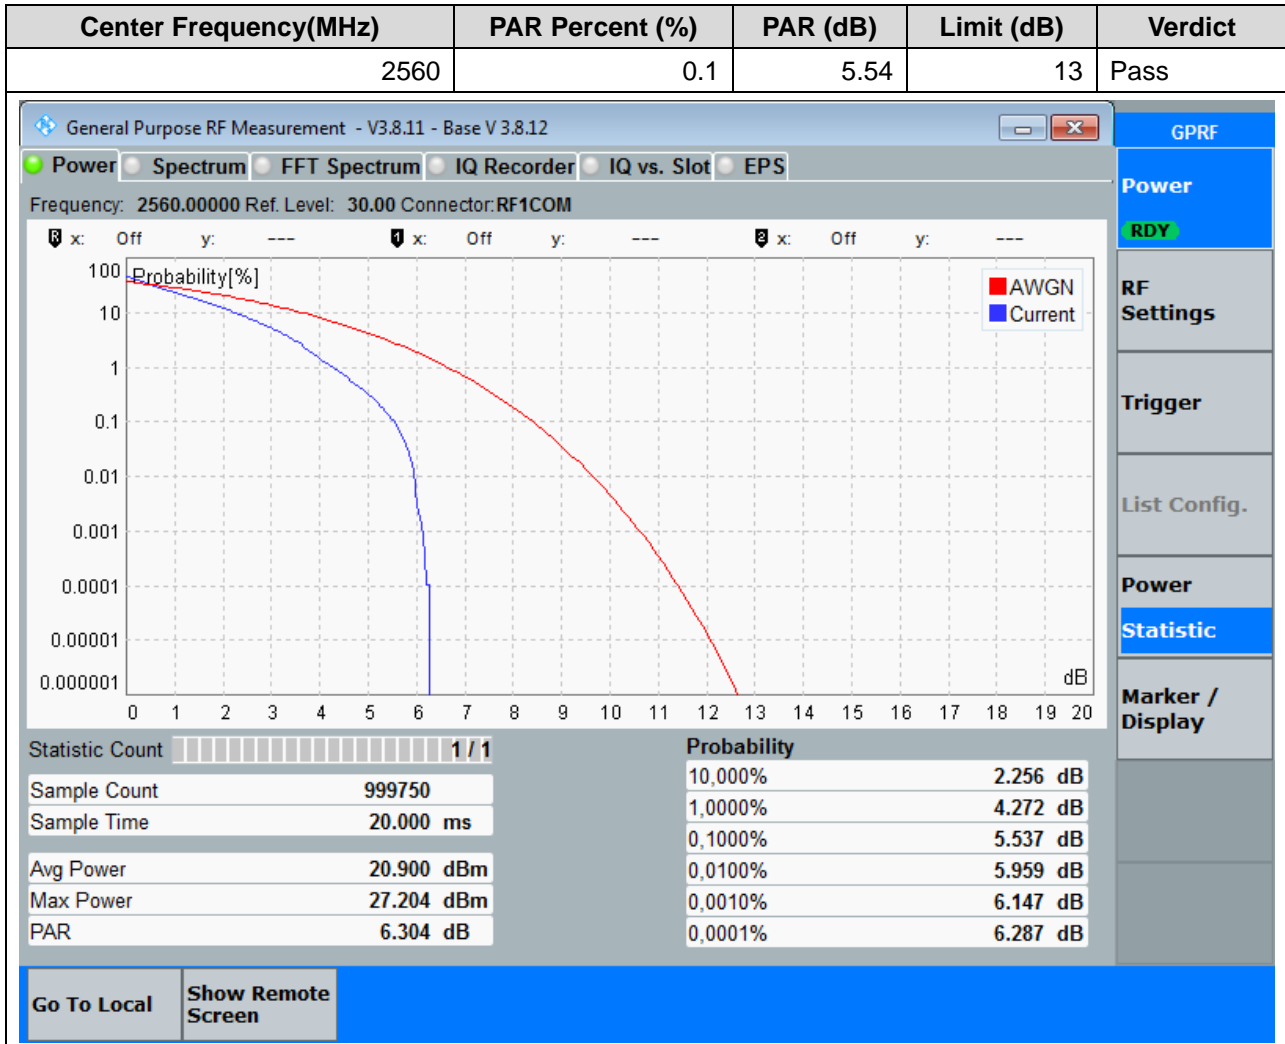 Center Frequency(MHz) PAR Percent (%) PAR (dB) Limit (dB) Verdict
2560 0.1 5.54 13 Pass
General Purpose RF Measurement - V3.8.11 - Base V 3.8.12
GPRF
Power Spectrum FFT Spectrum IQ Recorder IQ vs. Slot EPS
Power
RDY
Frequency: 2560.00000 Ref. Level: 30.00 Connector:RF1COM
R x: Off y: --- 1 x: Off y: --- 2 x: Off y: ---
100 Probability[%]
AWGN
Current
10
1
0.1
0.01
0.001
0.0001
0.00001
0.000001
dB
0 1 2 3 4 5 6 7 8 9 10 11 12 13 14 15 16 17 18 19 20
RF
Settings
Trigger
List Config.
Power
Statistic
Marker /
Display
Statistic Count 1 / 1
Sample Count 999750
Sample Time 20.000 ms
Avg Power 20.900 dBm
Max Power 27.204 dBm
PAR 6.304 dB
Probability
10,000% 2.256 dB
1,0000% 4.272 dB
0,1000% 5.537 dB
0,0100% 5.959 dB
0,0010% 6.147 dB
0,0001% 6.287 dB
Go To Local
Show Remote
Screen